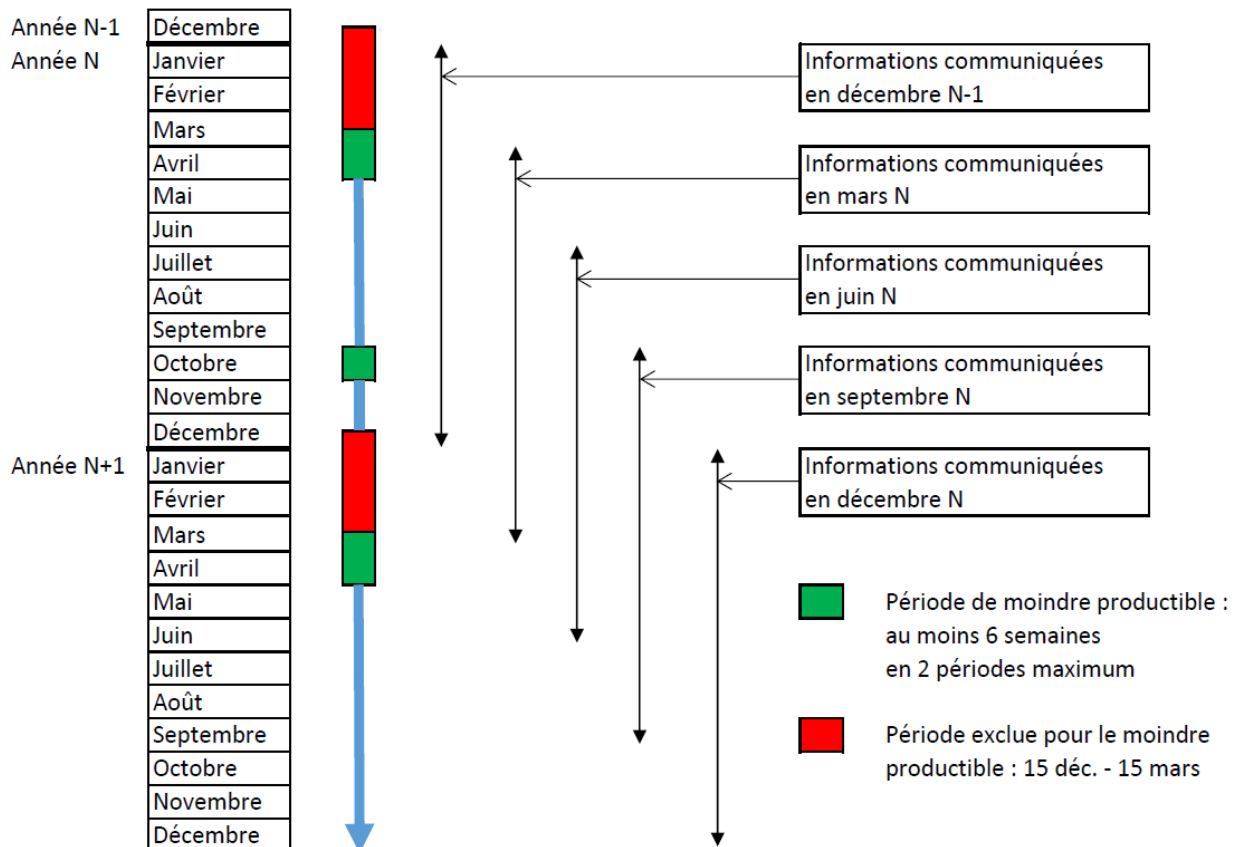 Année N-1
Décembre
Année N
Janvier
Informations communiquées
Février
en décembre N-1
Mars
Avril
Informations communiquées
Mai
en mars N
Juin
Juillet
Informations communiquées
Août
en juin N
Septembre
Octobre
Informations communiquées
Novembre
en septembre N
Décembre
Année N+1
Janvier
Informations communiquées
Février
en décembre N
Mars
Avril
Mai
Période de moindre productible :
Juin
au moins 6 semaines
Juillet
en 2 périodes maximum
Août
Septembre
Période exclue pour le moindre
Octobre
productible : 15 déc. - 15 mars
Novembre
Décembre